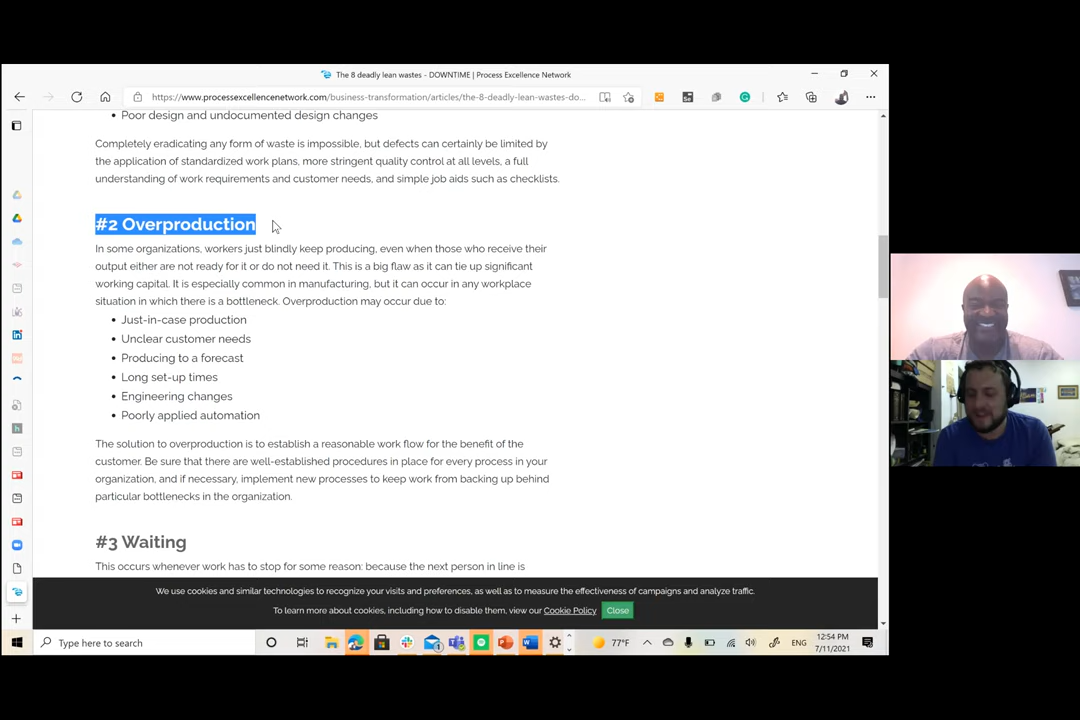 The 8 deadly lean wastes - DOWNTIME | Process Excellence Network
https://www.processexcellencenetwork.com/business-transformation/articles/the-8-deadly-lean-wastes-do...
• Poor design and undocumented design changes
Completely eradicating any form of waste is impossible, but defects can certainly be limited by
the application of standardized work plans, more stringent quality control at all levels, a full
understanding of work requirements and customer needs, and simple job aids such as checklists.
#2 Overproduction
In some organizations, workers just blindly keep producing, even when those who receive their
output either are not ready for it or do not need it. This is a big flaw as it can tie up significant
working capital. It is especially common in manufacturing, but it can occur in any workplace
situation in which there is a bottleneck. Overproduction may occur due to:
• Just-in-case production
• Unclear customer needs
• Producing to a forecast
• Long set-up times
• Engineering changes
• Poorly applied automation
The solution to overproduction is to establish a reasonable work flow for the benefit of the
customer. Be sure that there are well-established procedures in place for every process in your
organization, and if necessary, implement new processes to keep work from backing up behind
particular bottlenecks in the organization.
#3 Waiting
This occurs whenever work has to stop for some reason: because the next person in line is
We use cookies and similar technologies to recognize your visits and preferences, as well as to measure the effectiveness of campaigns and analyze traffic.
To learn more about cookies, including how to disable them, view our Cookie Policy Close
Type here to search
77°F
ENG
12:54 PM
7/11/2021